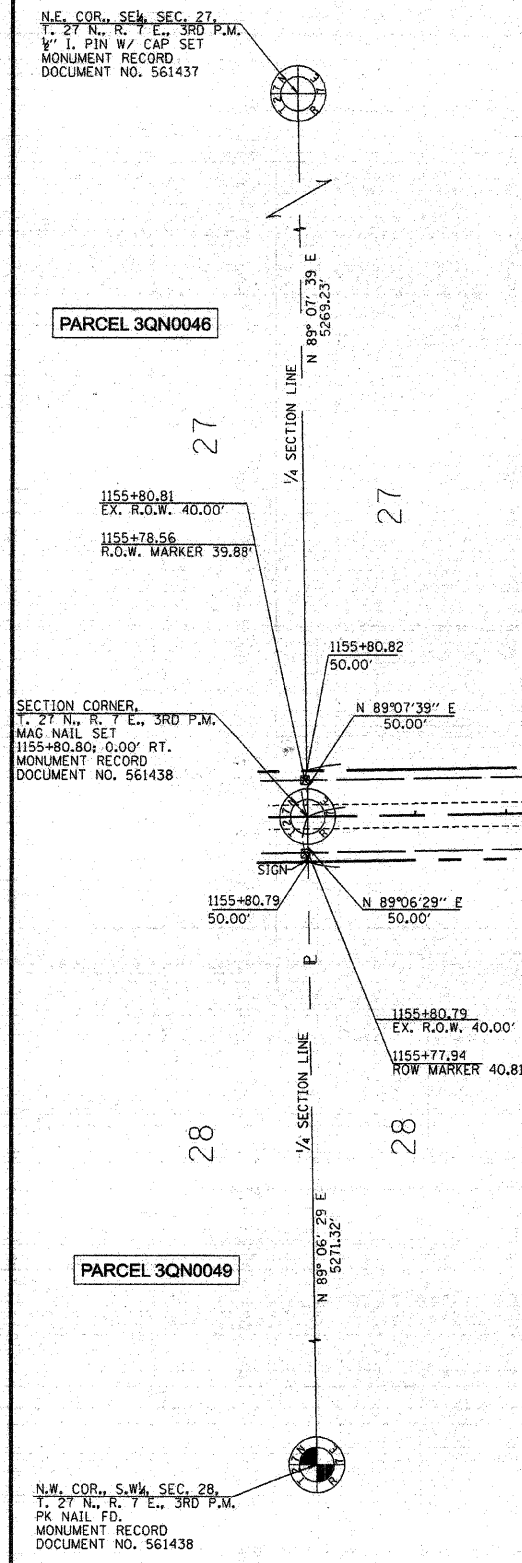 N.E. COR., SE¼, SEC. 27,
T. 27 N., R. 7 E., 3RD P.M.
½" I. PIN W/ CAP SET
MONUMENT RECORD
DOCUMENT NO. 561437
T 27 N
R 7 E
N 89° 07' 39 E
5269.23'
PARCEL 3QN0046
1/4 SECTION LINE
27
27
1155+80.81
EX. R.O.W. 40.00'
1155+78.56
R.O.W. MARKER 39.88'
1155+80.82
50.00'
SECTION CORNER,
T. 27 N., R. 7 E., 3RD P.M.
MAG NAIL SET
1155+80.80; 0.00' RT.
MONUMENT RECORD
DOCUMENT NO. 561438
N 89°07'39" E
50.00'
T 27 N
R 7 E
SIGN
1155+80.79
50.00'
N 89°06'29" E
50.00'
P
1155+80.79
EX. R.O.W. 40.00'
1155+77.94
ROW MARKER 40.81
1/4 SECTION LINE
28
28
N 89° 06' 29 E
5271.32'
PARCEL 3QN0049
T 27 N
R 7 E
N.W. COR., S.W¼, SEC. 28,
T. 27 N., R. 7 E., 3RD P.M.
PK NAIL FD.
MONUMENT RECORD
DOCUMENT NO. 561438